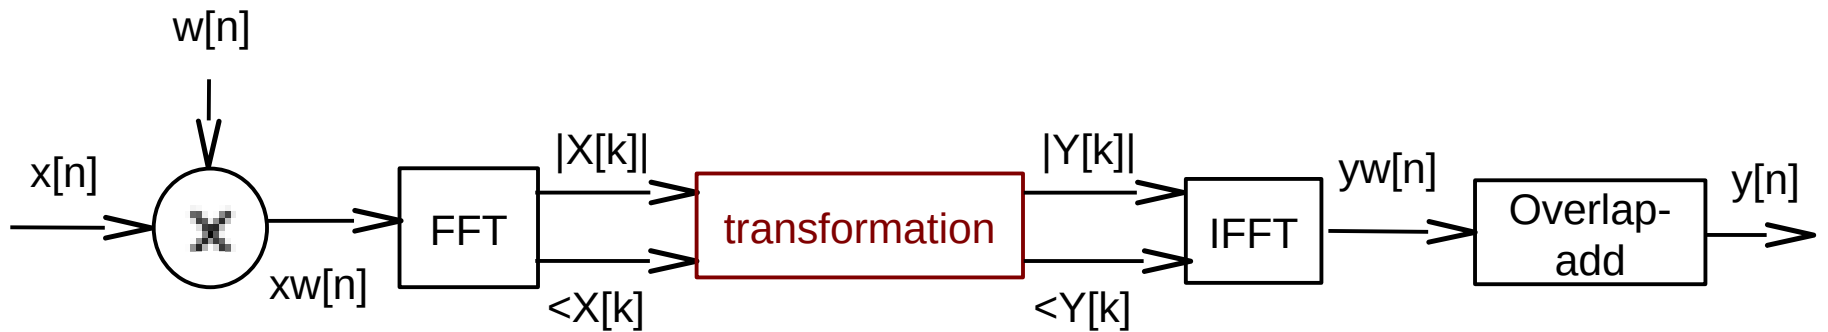 w[n]
x[n]
x
xw[n]
FFT
|X[k]|
<X[k]
transformation
|Y[k]|
<Y[k]
IFFT
yw[n]
Overlap-
add
y[n]